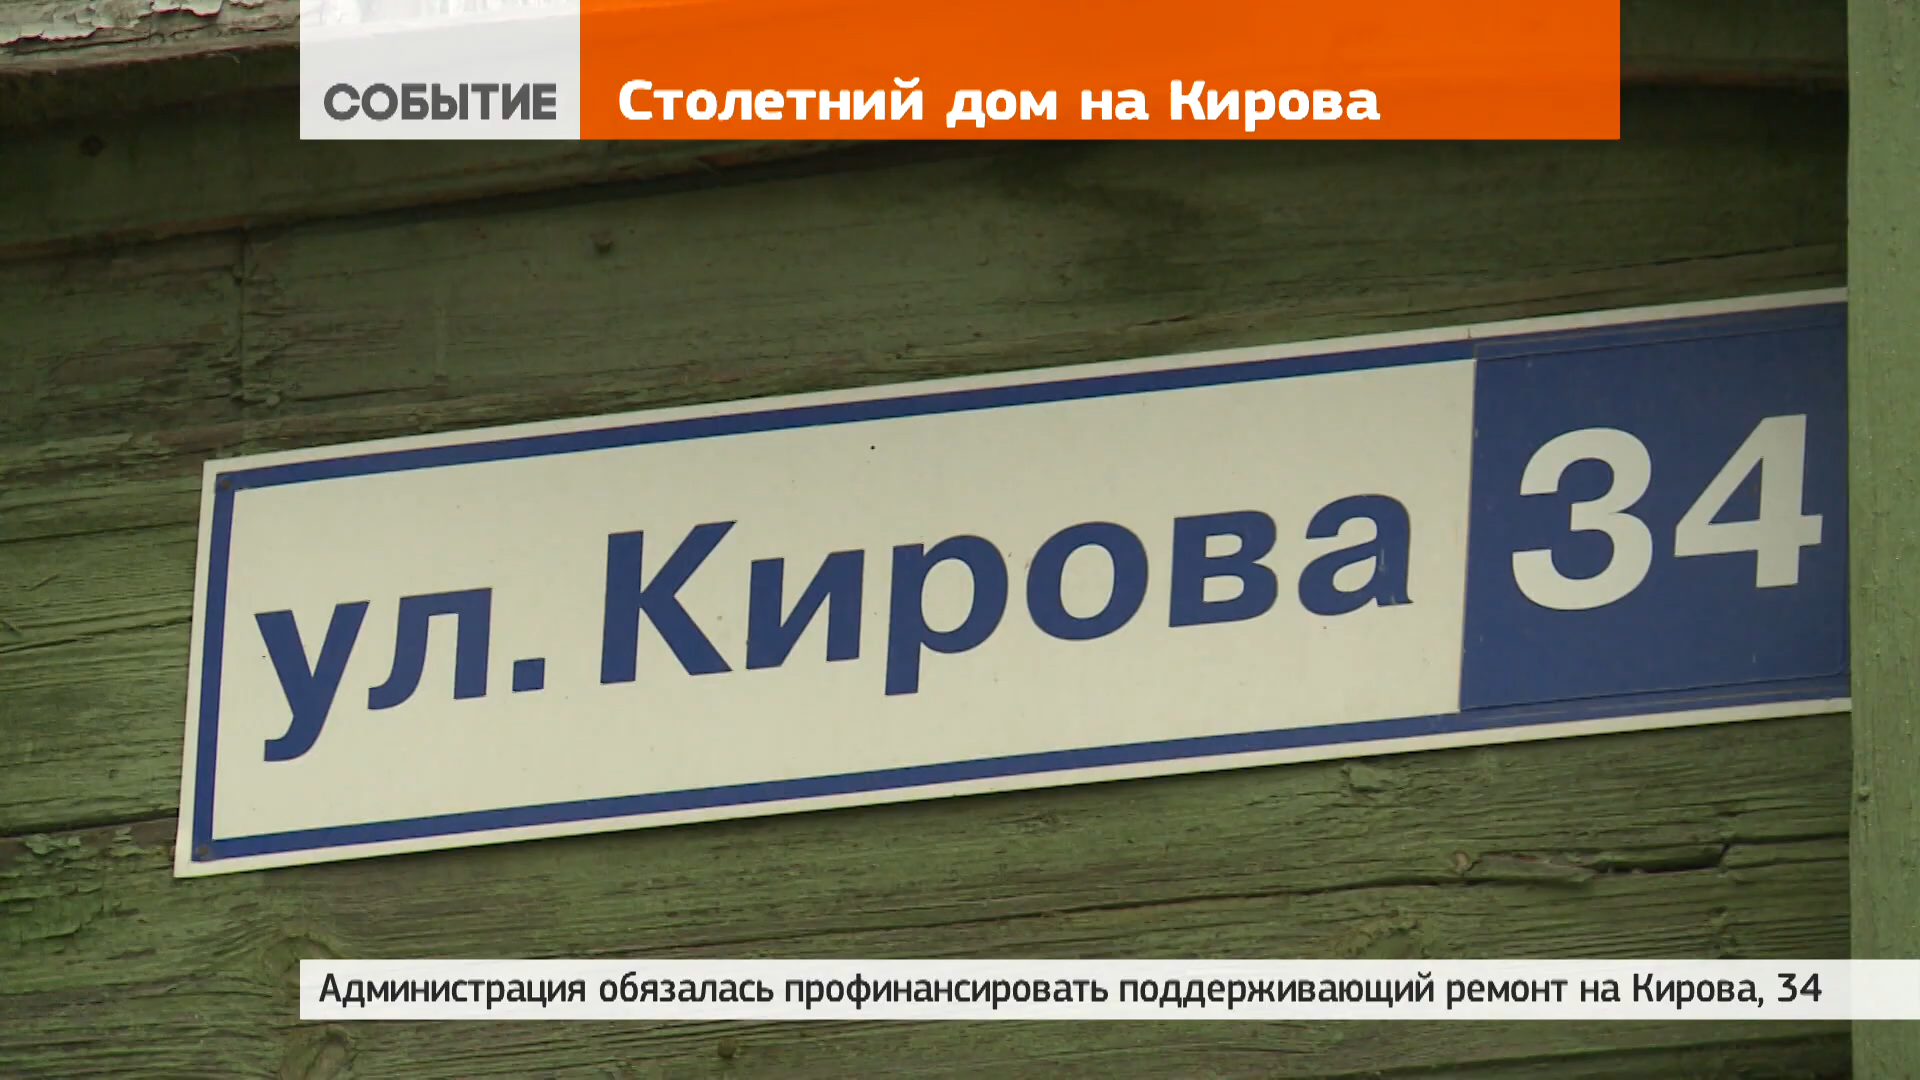 СОБЫТИЕ
Столетний дом на Кирова
ул. Кирова 34
Администрация обязалась профинансировать поддерживающий ремонт на Кирова, 34